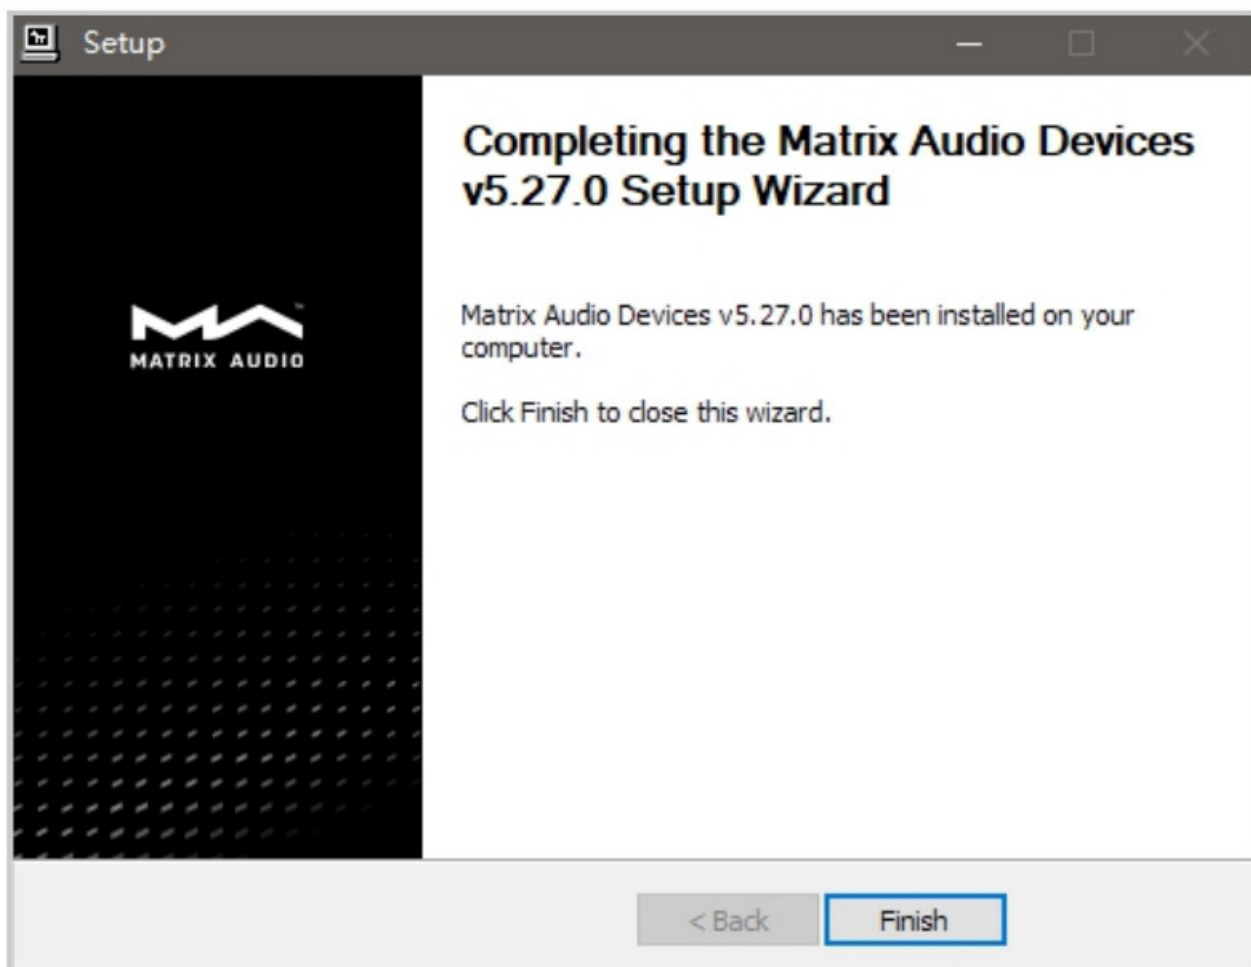 Setup
Completing the Matrix Audio Devices
v5.27.0 Setup Wizard
MATRIX AUDIO
Matrix Audio Devices v5.27.0 has been installed on your
computer.
Click Finish to close this wizard.
< Back
Finish